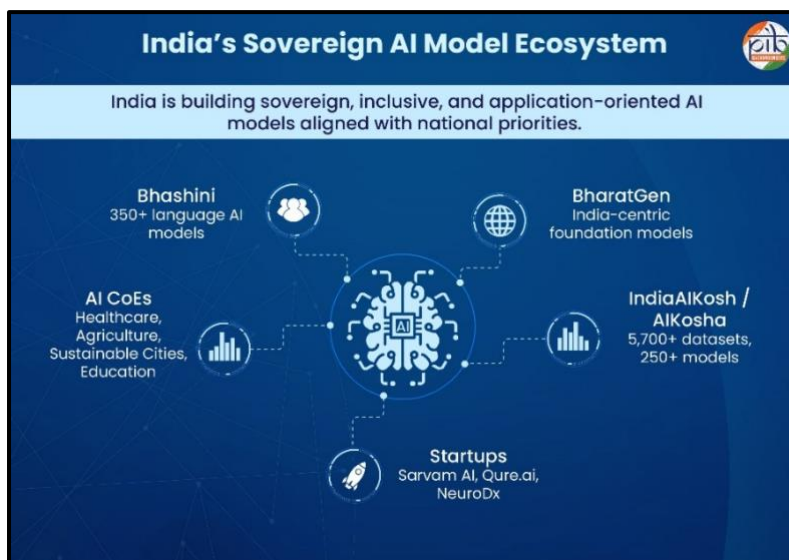 India's Sovereign AI Model Ecosystem
pib
India is building sovereign, inclusive, and application-oriented AI
models aligned with national priorities.
Bhashini
350+ language AI
models
BharatGen
India-centric
foundation models
AI CoEs
Healthcare,
Agriculture,
Sustainable Cities,
Education
AI
IndiaAIKosh /
AIKosha
5,700+ datasets,
250+ models
Startups
Sarvam AI, Qure.ai,
NeuroDx